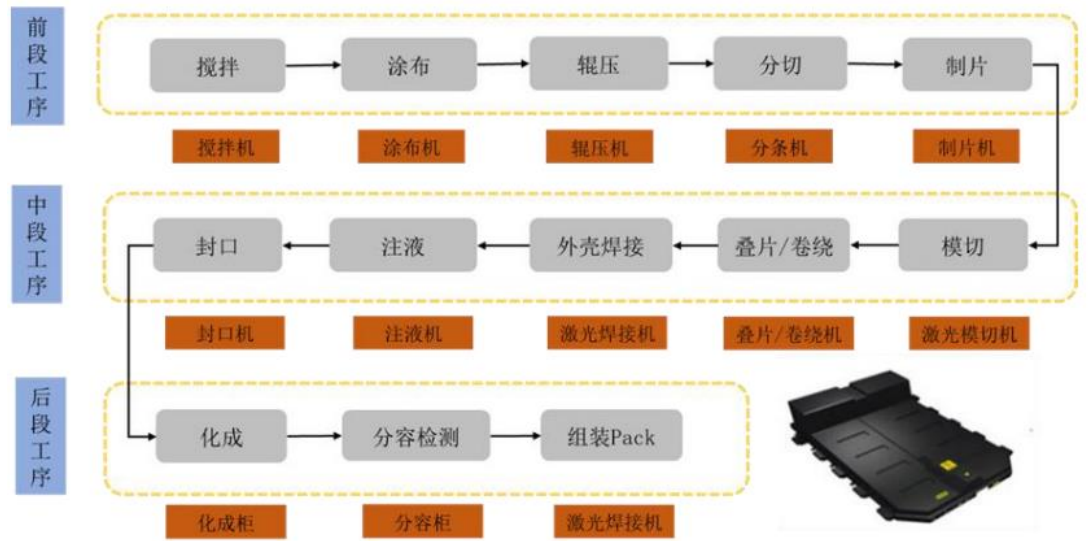 前段工序
搅拌 涂布 辊压 分切 制片
搅拌机 涂布机 辊压机 分条机 制片机
中段工序
封口 注液 外壳焊接 叠片/卷绕 模切
封口机 注液机 激光焊接机 叠片/卷绕机 激光模切机
后段工序
化成 分容检测 组装Pack
化成柜 分容柜 激光焊接机